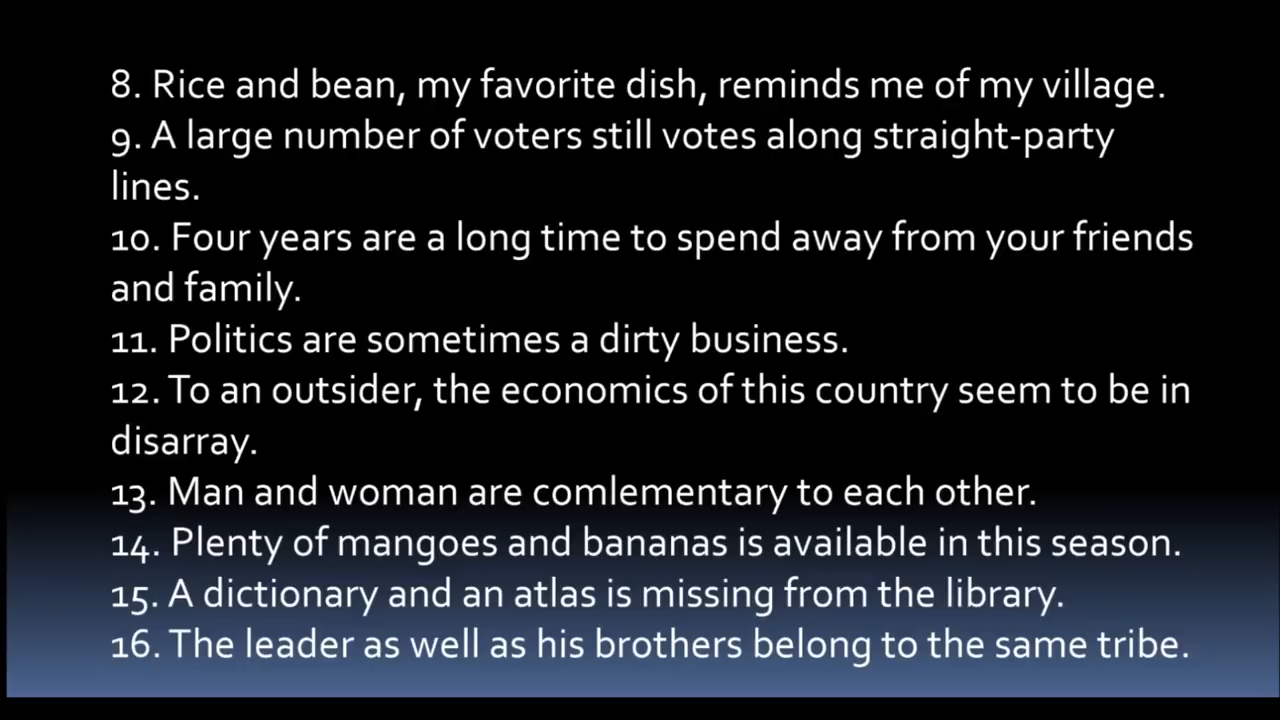 8. Rice and bean, my favorite dish, reminds me of my village.
9. A large number of voters still votes along straight-party
lines.
10. Four years are a long time to spend away from your friends
and family.
11. Politics are sometimes a dirty business.
12. To an outsider, the economics of this country seem to be in
disarray.
13. Man and woman are comlementary to each other.
14. Plenty of mangoes and bananas is available in this season.
15. A dictionary and an atlas is missing from the library.
16. The leader as well as his brothers belong to the same tribe.